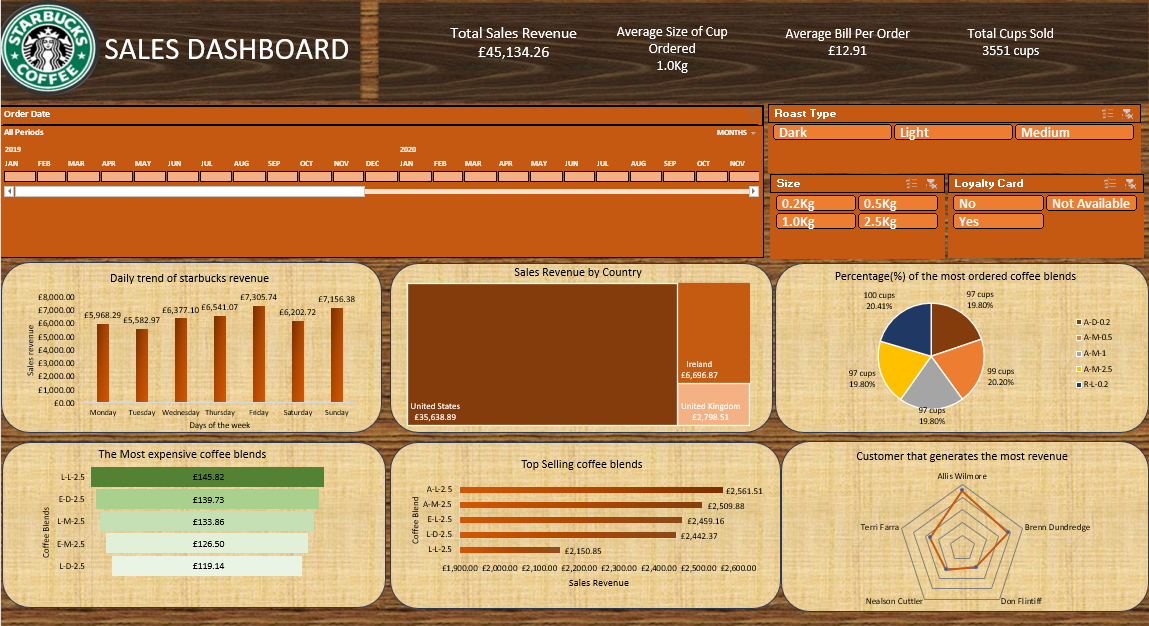 STARBUCKS
COFFEE
SALES DASHBOARD
Total Sales Revenue
£45,134.26
Average Size of Cup
Ordered
1.0Kg
Average Bill Per Order
£12.91
Total Cups Sold
3551 cups
Order Date
All Periods
MONTHS
2019
2020
JAN FEB MAR APR MAY JUN JUL AUG SEP OCT NOV DEC JAN FEB MAR APR MAY JUN JUL AUG SEP OCT NOV
Roast Type
Dark Light Medium
Size
0.2Kg 0.5Kg
1.0Kg 2.5Kg
Loyalty Card
No Not Available
Yes
Daily trend of starbucks revenue
Sales revenue
£8,000.00
£7,000.00
£6,000.00
£5,000.00
£4,000.00
£3,000.00
£2,000.00
£1,000.00
£0.00
£5,968.29
£5,582.97
£6,377.10
£6,541.07
£7,305.74
£6,202.72
£7,156.38
Monday Tuesday Wednesday Thursday Friday Saturday Sunday
Days of the week
Sales Revenue by Country
United States
£35,638.89
Ireland
£6,696.87
United Kingdom
£2,798.51
Percentage(%) of the most ordered coffee blends
100 cups
20.41%
97 cups
19.80%
99 cups
20.20%
97 cups
19.80%
97 cups
19.80%
A-D-0.2
A-M-0.5
A-M-1
A-M-2.5
R-L-0.2
The Most expensive coffee blends
Coffee Blends
L-L-2.5 £145.82
E-D-2.5 £139.73
L-M-2.5 £133.86
E-M-2.5 £126.50
L-D-2.5 £119.14
Top Selling coffee blends
Coffee Blend
A-L-2.5 £2,561.51
A-M-2.5 £2,509.88
E-L-2.5 £2,459.16
L-D-2.5 £2,442.37
L-L-2.5 £2,150.85
£1,900.00 £2,000.00 £2,100.00 £2,200.00 £2,300.00 £2,400.00 £2,500.00 £2,600.00
Sales Revenue
Customer that generates the most revenue
Allis Wilmore
Brenn Dundredge
Don Flintiff
Nealson Cuttler
Terri Farra